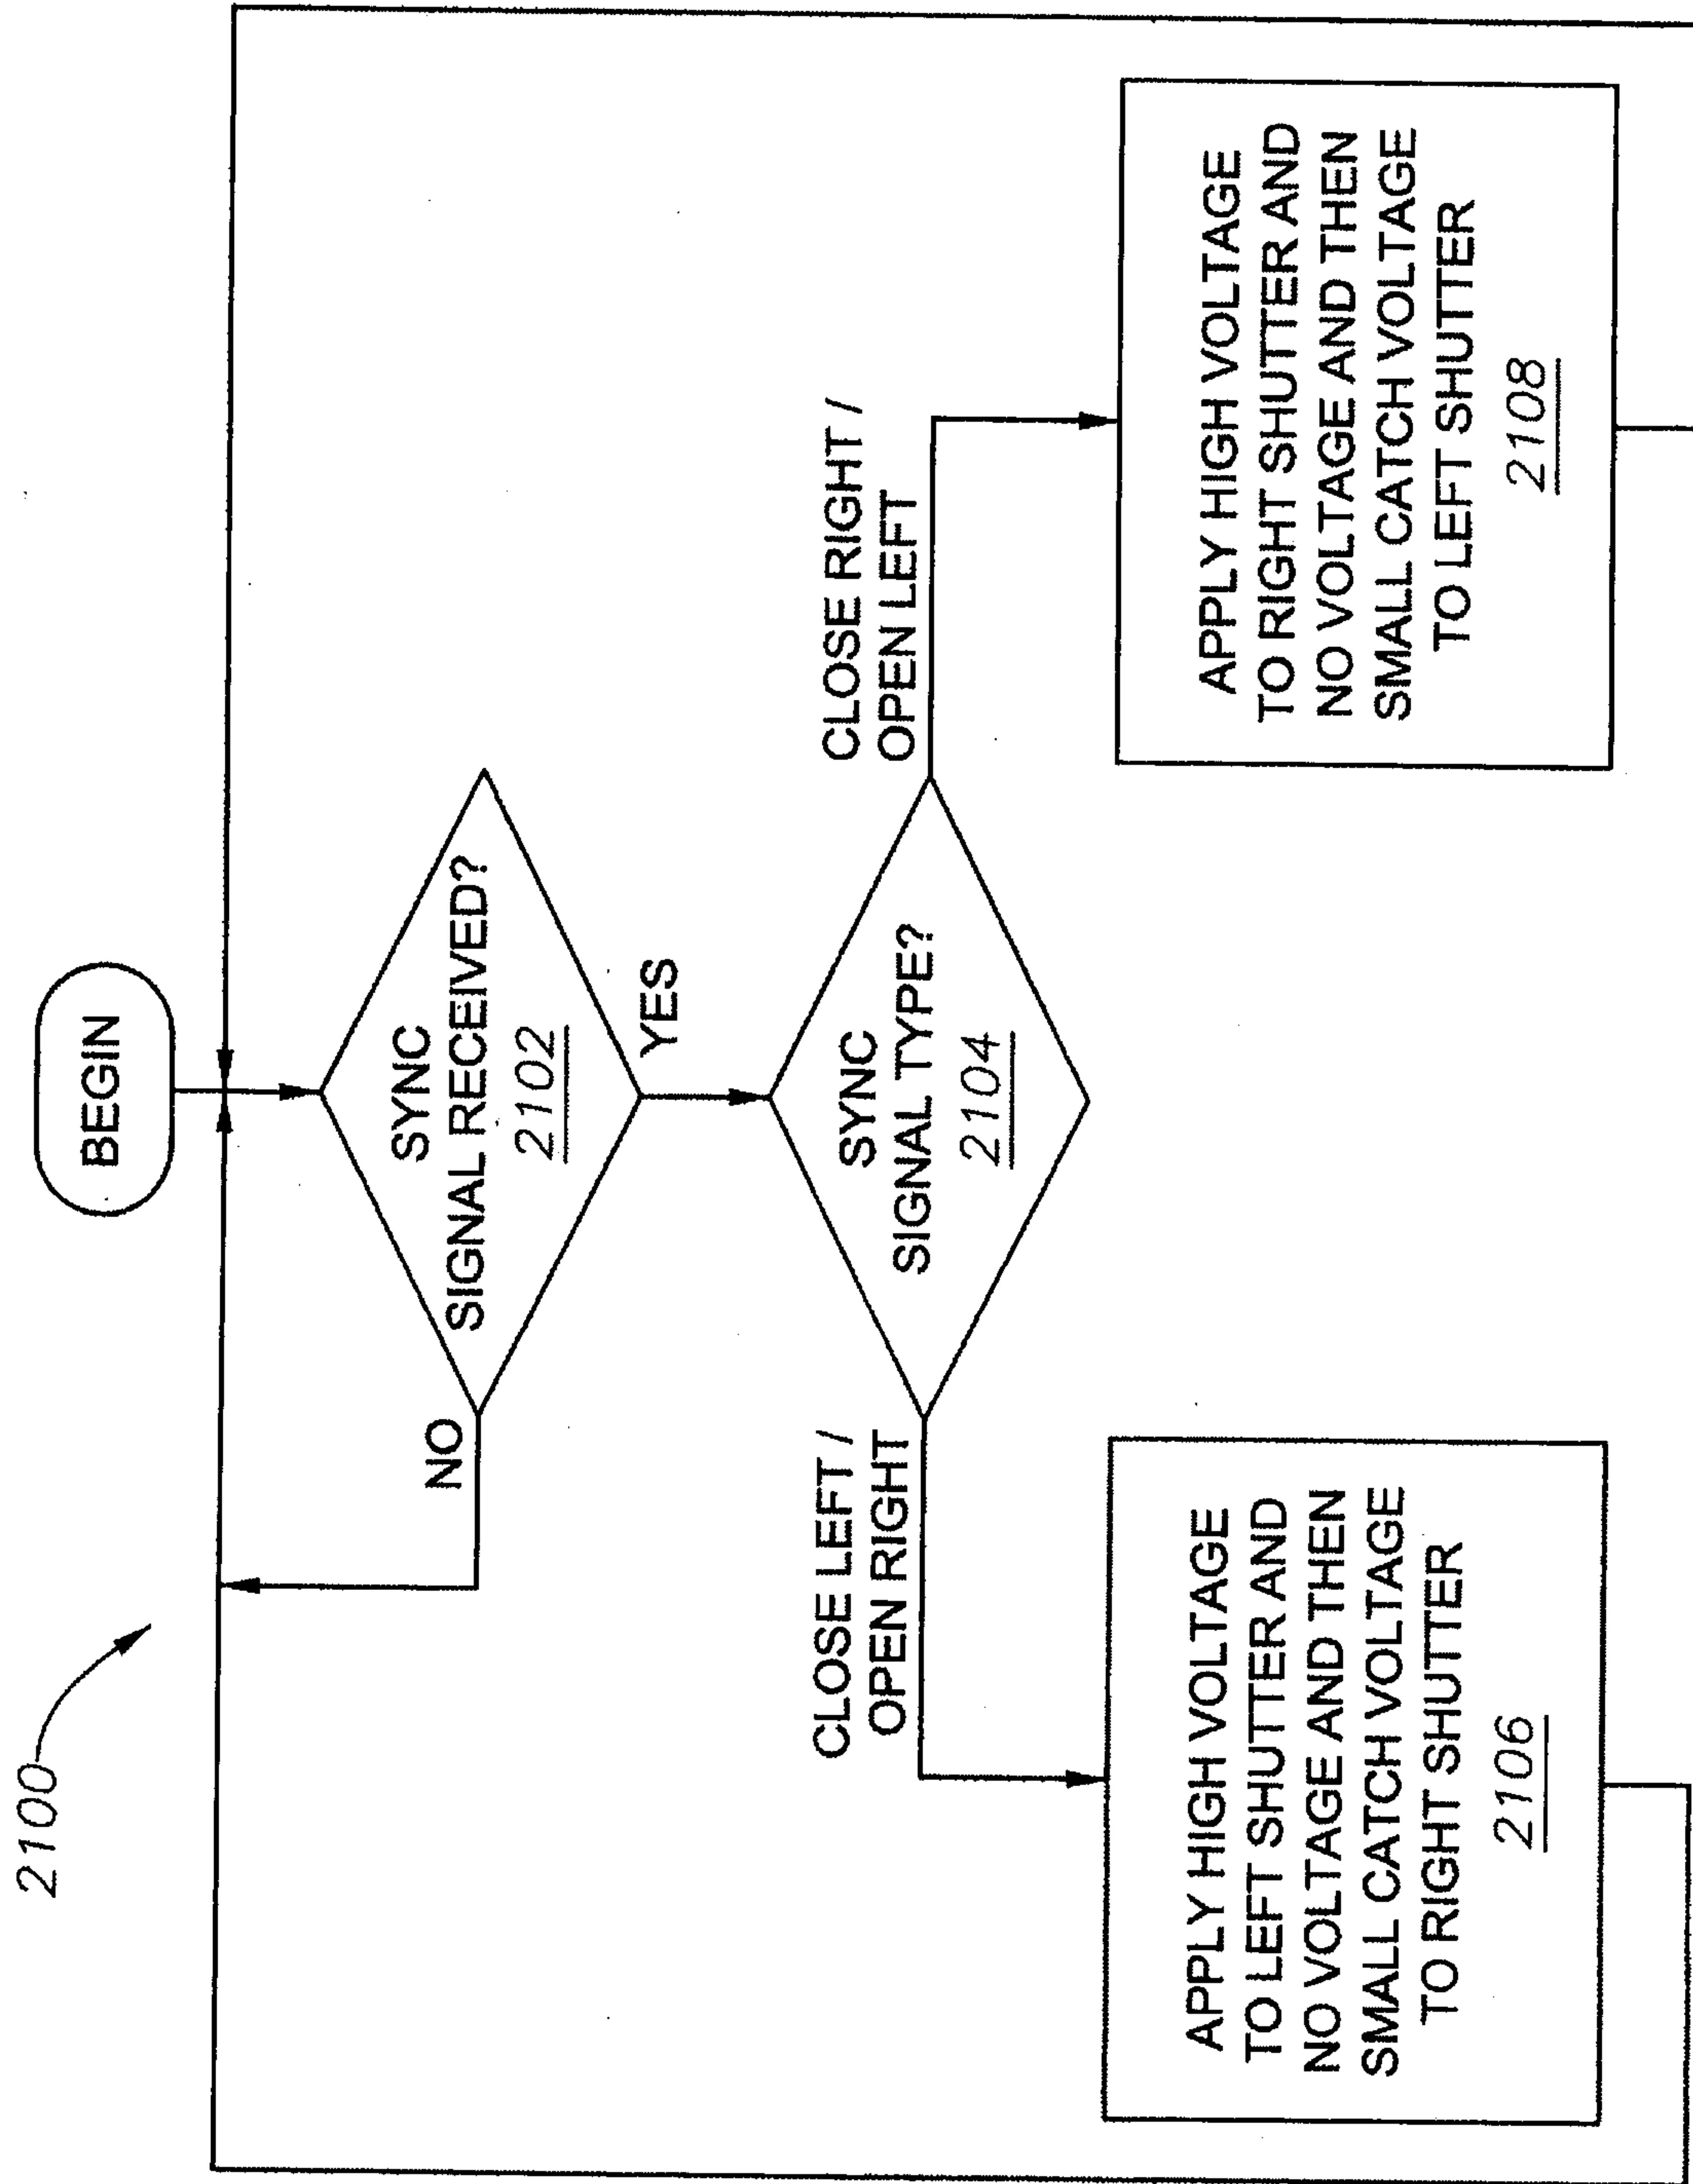 2100
BEGIN
SYNC
SIGNAL RECEIVED?
2102
NO
YES
SYNC
SIGNAL TYPE?
2104
CLOSE LEFT /
OPEN RIGHT
CLOSE RIGHT /
OPEN LEFT
APPLY HIGH VOLTAGE
TO LEFT SHUTTER AND
NO VOLTAGE AND THEN
SMALL CATCH VOLTAGE
TO RIGHT SHUTTER
2106
APPLY HIGH VOLTAGE
TO RIGHT SHUTTER AND
NO VOLTAGE AND THEN
SMALL CATCH VOLTAGE
TO LEFT SHUTTER
2108